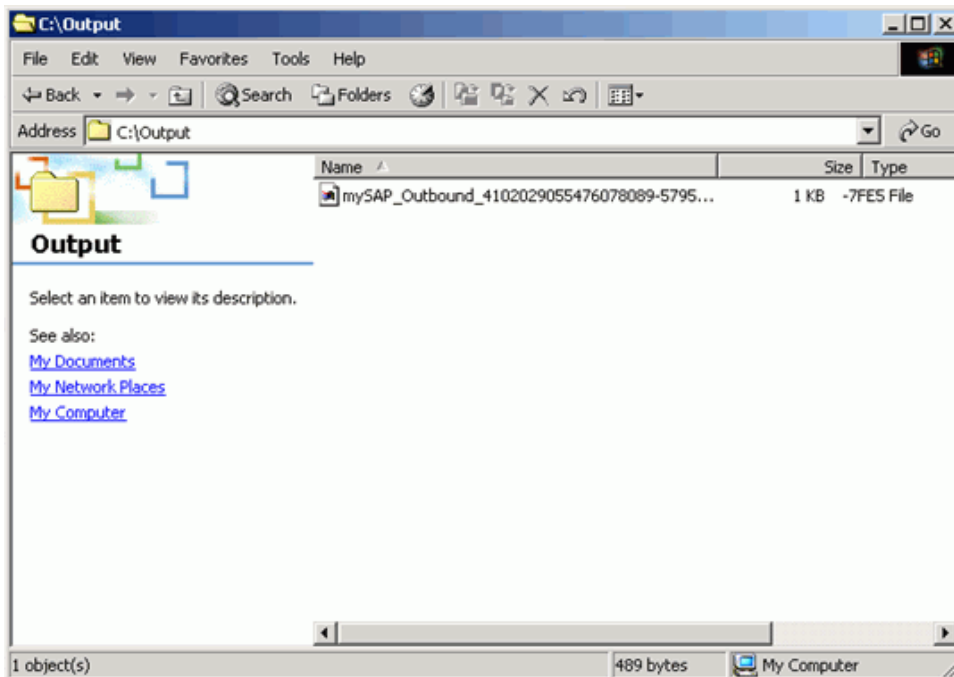 C:\Output
File Edit View Favorites Tools Help
Back Search Folders
Address C:\Output Go
Name Size Type
mySAP_Outbound_4102029055476078089-5795... 1 KB -7FE5 File
Output
Select an item to view its description.
See also:
My Documents
My Network Places
My Computer
1 object(s) 489 bytes My Computer